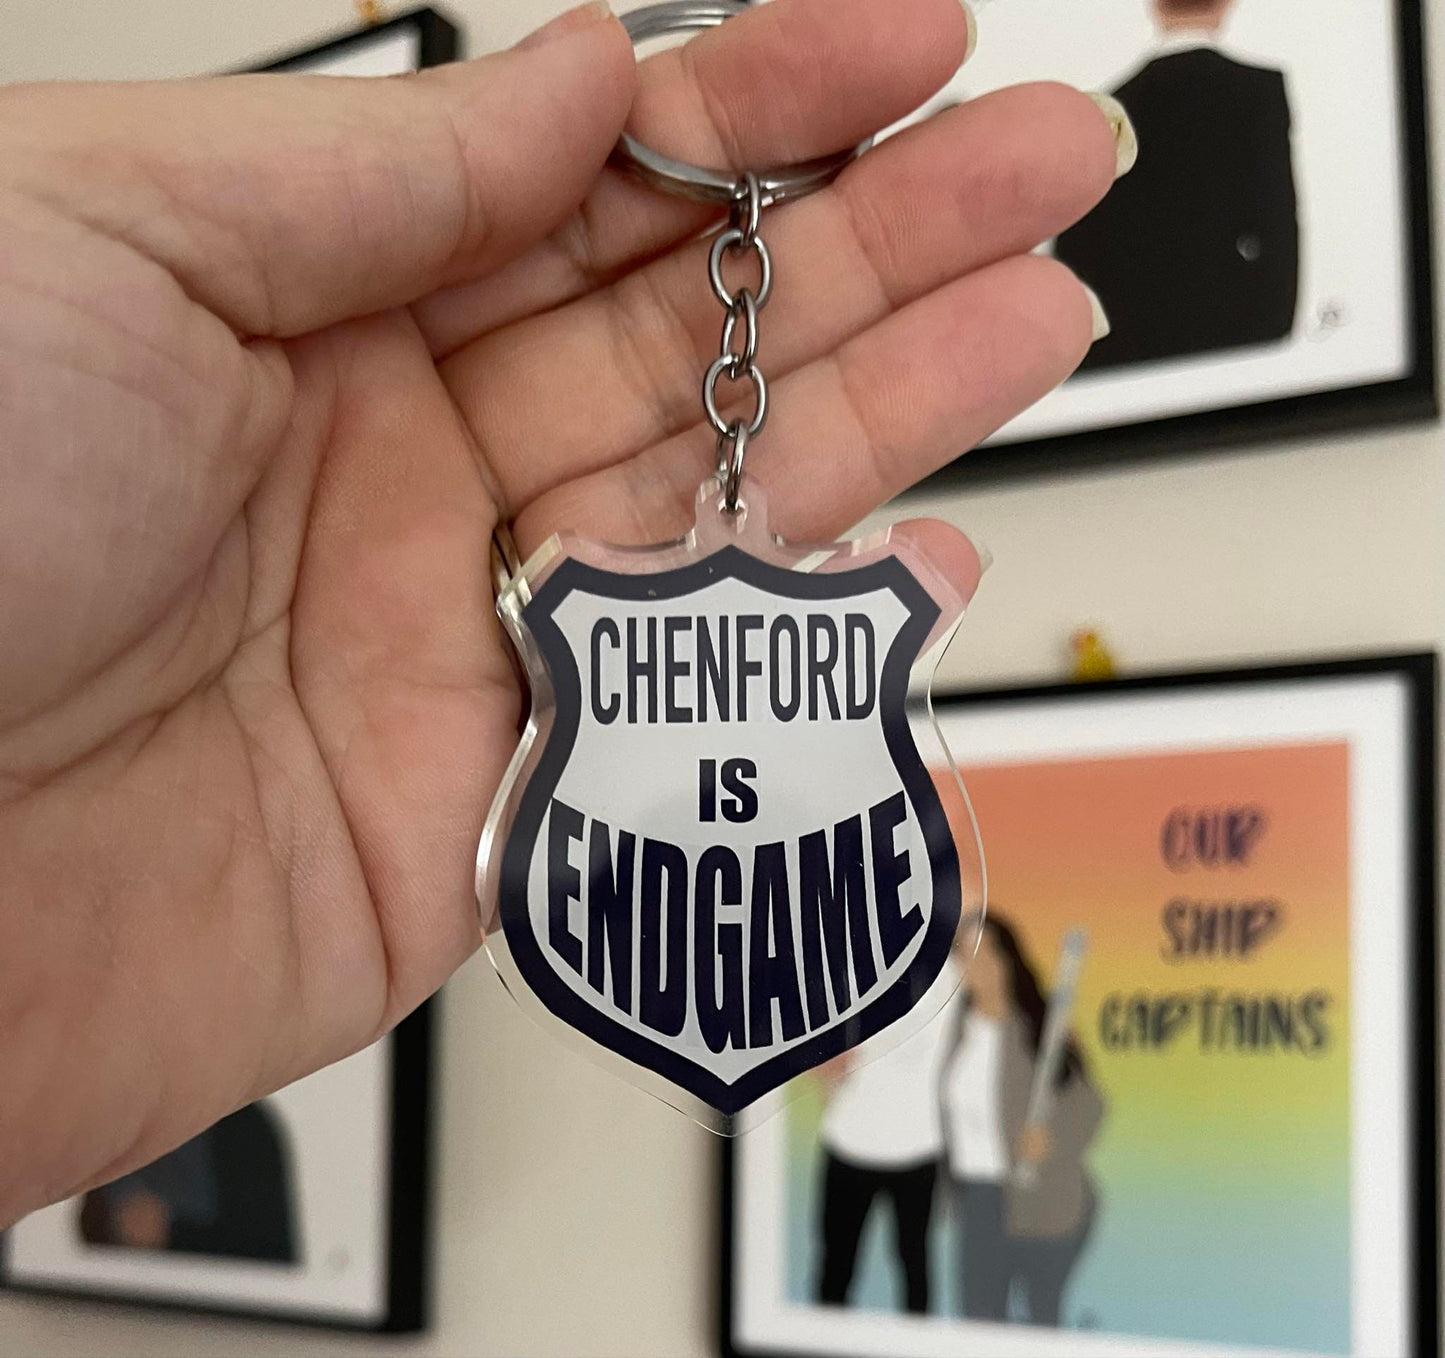 CHENFORD
IS
ENDGAME
OUR
SHIP
CAPTAINS